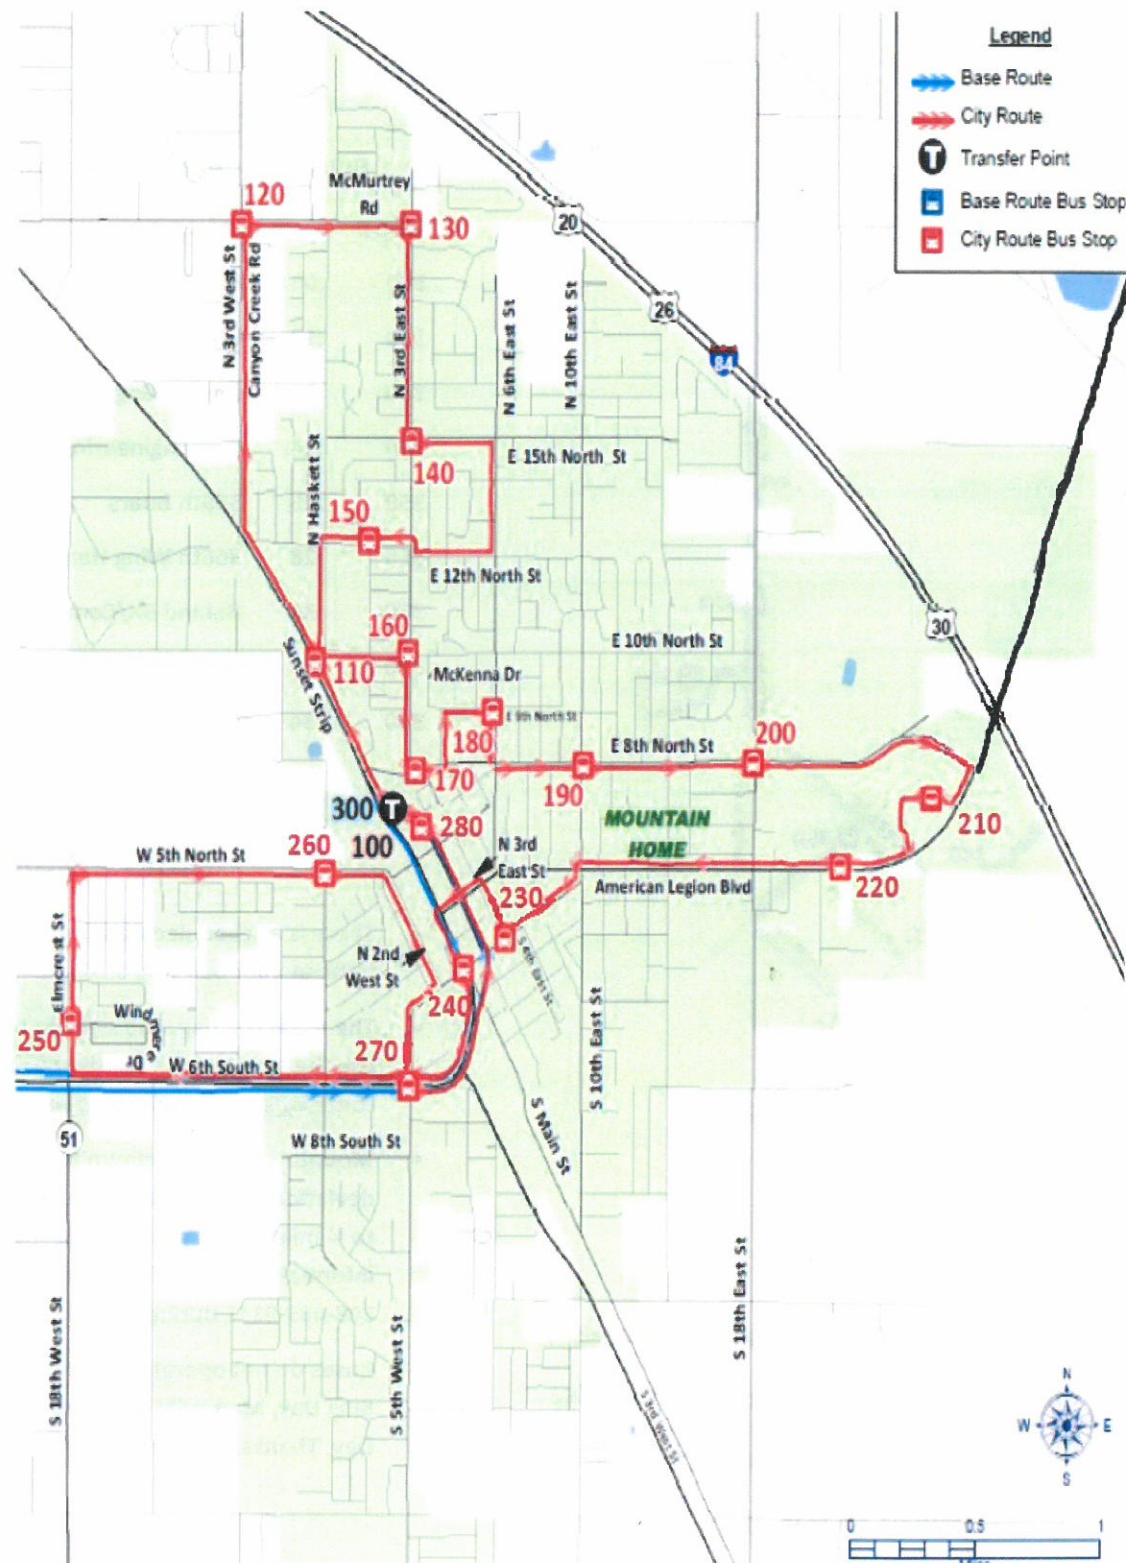 Legend
Base Route
City Route
T
Transfer Point
Base Route Bus Stop
City Route Bus Stop
120
McMurtrey
Rd
130
20
26
84
30
N 3rd West St
Canyon Creek Rd
N 3rd East St
N 6th East St
N 10th East St
N Haskett St
140
E 15th North St
150
E 12th North St
160
E 10th North St
110
McKenna Dr
Sunset Strip
E 9th North St
180
200
E 8th North St
170
190
300
T
280
MOUNTAIN
HOME
210
100
N 3rd
East St
W 5th North St
260
American Legion Blvd
220
230
Elmcrest St
N 2nd
West St
S 4th East St
240
250
Windmere Dr
270
W 6th South St
S 10th East St
51
W 8th South St
S Main St
S 18th West St
S 5th West St
S 18th East St
S 3rd West St
N
W
E
S
0
0.5
1
Miles